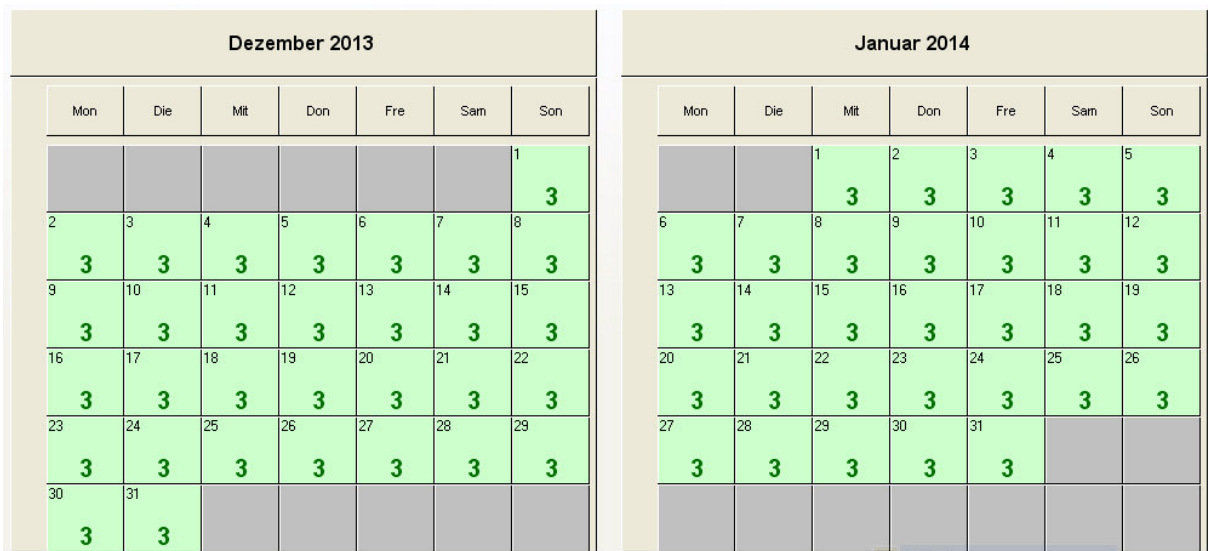 Dezember 2013
Mon Die Mit Don Fre Sam Son
1
3
2 3 4 5 6 7 8
3 3 3 3 3 3 3
9 10 11 12 13 14 15
3 3 3 3 3 3 3
16 17 18 19 20 21 22
3 3 3 3 3 3 3
23 24 25 26 27 28 29
3 3 3 3 3 3 3
30 31
3 3
Januar 2014
Mon Die Mit Don Fre Sam Son
1 2 3 4 5
3 3 3 3 3
6 7 8 9 10 11 12
3 3 3 3 3 3 3
13 14 15 16 17 18 19
3 3 3 3 3 3 3
20 21 22 23 24 25 26
3 3 3 3 3 3 3
27 28 29 30 31
3 3 3 3 3